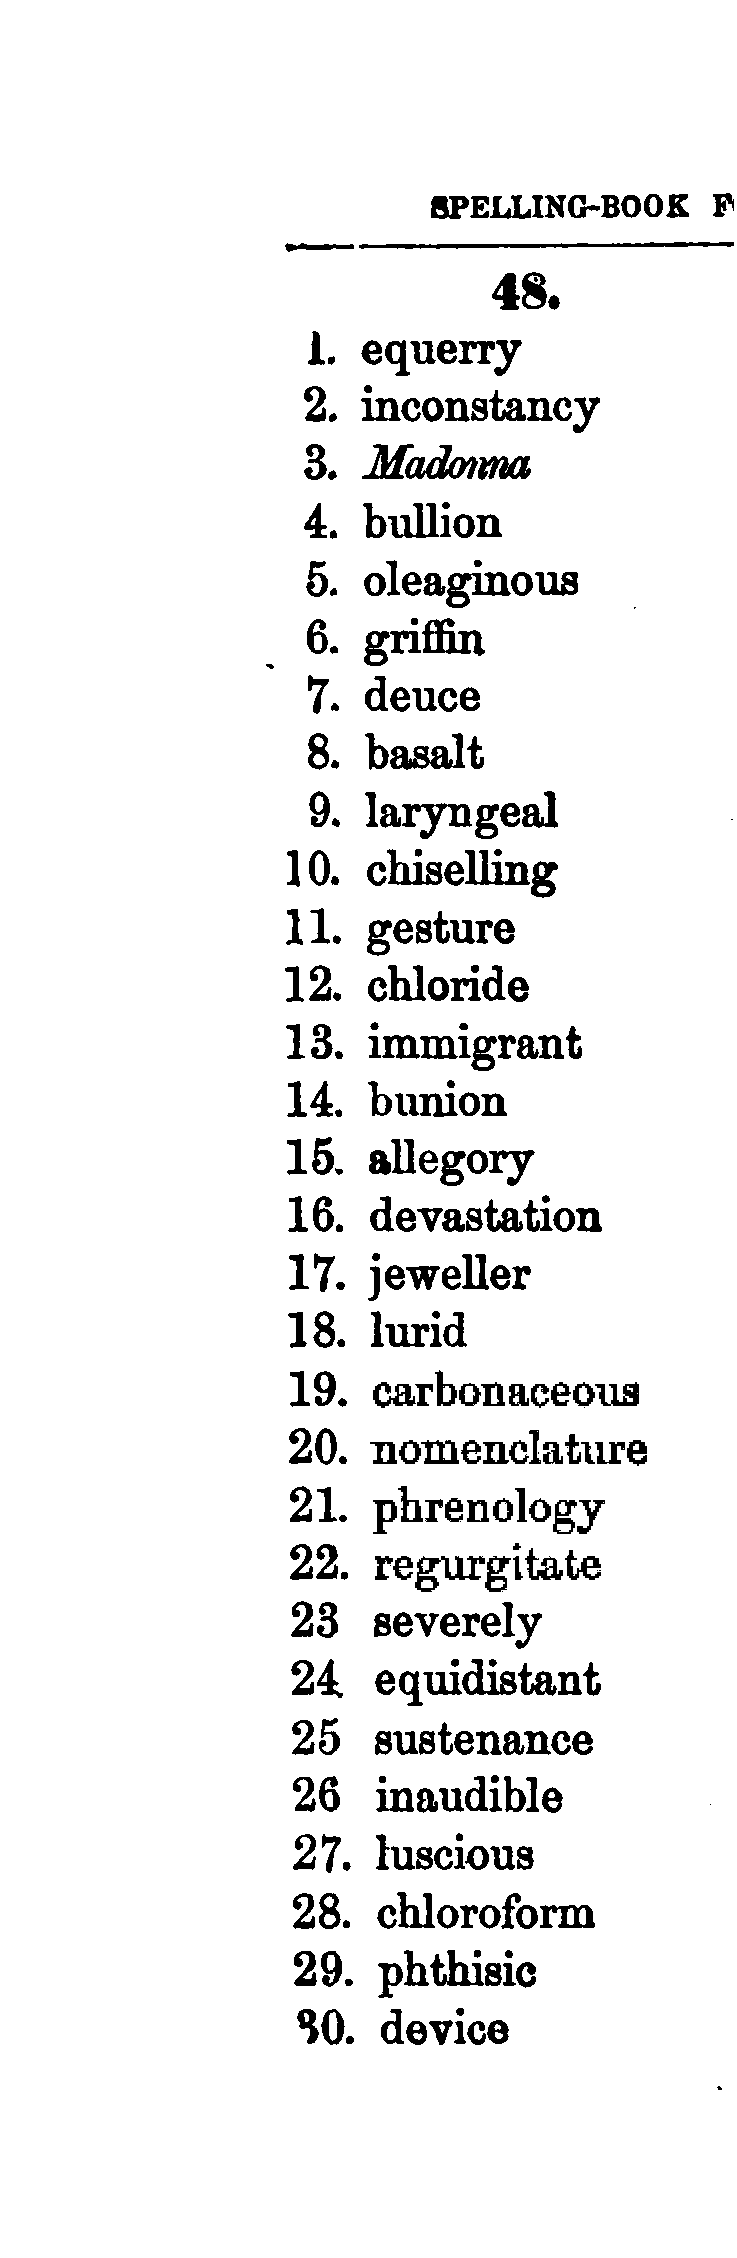 SPELLING-BOOK
48.
1. equerry
2. inconstancy
3. Madonna
4. bullion
5. oleaginous
6. griffin
7. deuce
8. basalt
9. laryngeal
10. chiselling
11. gesture
12. chloride
13. immigrant
14. bunion
15. allegory
16. devastation
17. jeweller
18. lurid
19. carbonaceous
20. nomenclature
21. phrenology
22. regurgitate
23 severely
24. equidistant
25 sustenance
26 inaudible
27. luscious
28. chloroform
29. phthisic
30. device